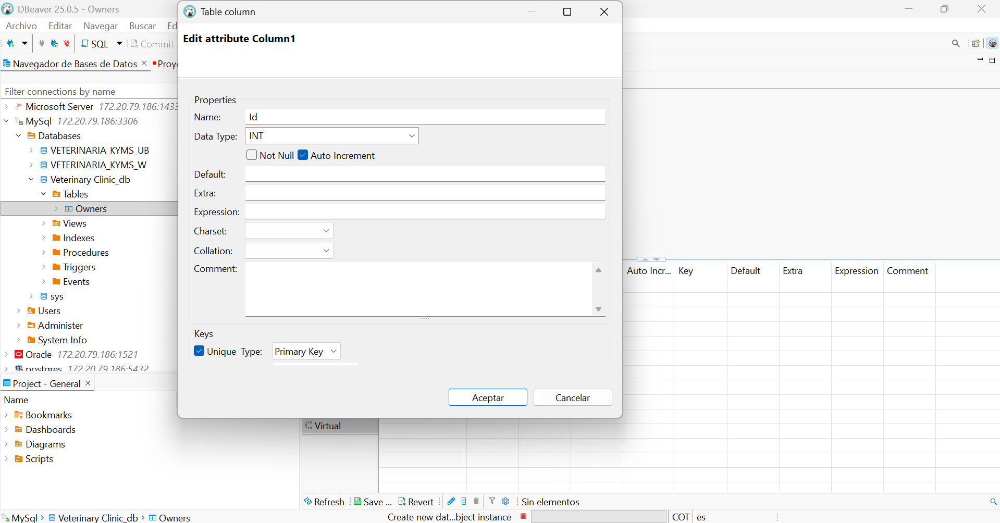 DBeaver 25.0.5 - Owners
Archivo Editar Navegar Buscar Ed
SQL Commit
Navegador de Bases de Datos Proye
Filter connections by name
Microsoft Server 172.20.79.186:1433
MySql 172.20.79.186:3306
Databases
VETERINARIA_KYMS_UB
VETERINARIA_KYMS_W
Veterinary Clinic_db
Tables
Owners
Views
Indexes
Procedures
Triggers
Events
sys
Users
Administer
System Info
Oracle 172.20.79.186:1521
postgres 172.20.79.186:5432
Project - General
Name
Bookmarks
Dashboards
Diagrams
Scripts
Table column
Edit attribute Column1
Properties
Name: Id
Data Type: INT
Not Null Auto Increment
Default:
Extra:
Expression:
Charset:
Collation:
Comment:
Keys
Unique Type: Primary Key
Aceptar Cancelar
Auto Incr... Key Default Extra Expression Comment
Virtual
Refresh Save ... Revert Sin elementos
MySql Veterinary Clinic_db Owners Create new dat...bject instance COT es